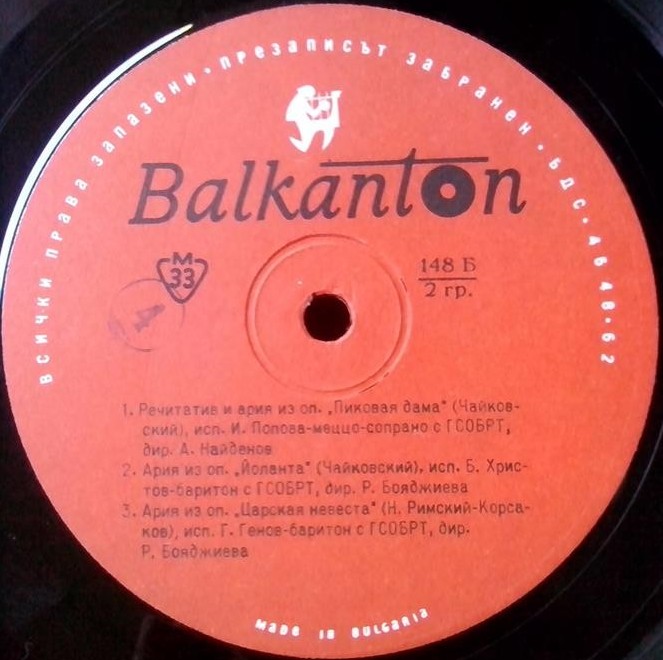 ВСИЧКИ ПРАВА ЗАПАЗЕНИ • ПРЕЗАПИСЪТ ЗАБРАНЕН • БДС • 4848-62
Balkanton
М
33
148 Б
2 гр.
1. Речитатив и ария из оп. „Пиковая дама" (Чайков-
ский), исп. И. Попова-меццо-сопрано с ГСОБРТ,
дир. А. Найденов
2. Ария из оп. „Йоланта" (Чайковский), исп. Б. Хрис-
тов-баритон с ГСОБРТ, дир. Р. Бояджиева
3. Ария из оп. „Царская невеста" (Н. Римский-Корса-
ков), исп. Г. Генов-баритон с ГСОБРТ, дир.
Р. Бояджиева
MADE IN BULGARIA